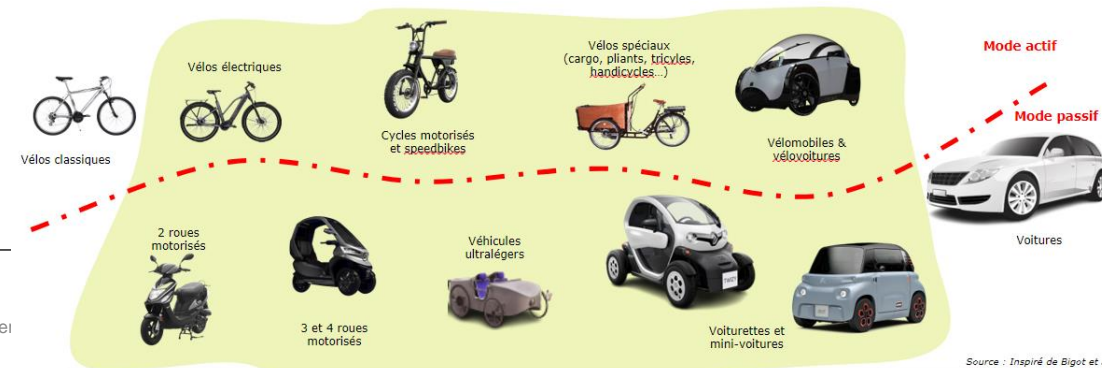 Vélos classiques
Vélos électriques
Cycles motorisés
et speedbikes
Vélos spéciaux
(cargo, pliants, tricyles,
handicycles…)
Vélomobiles &
vélovoitures
Mode actif
Mode passif
Voitures
2 roues
motorisés
3 et 4 roues
motorisés
Véhicules
ultralégers
Voiturettes et
mini-voitures
Source : Inspiré de Bigot et